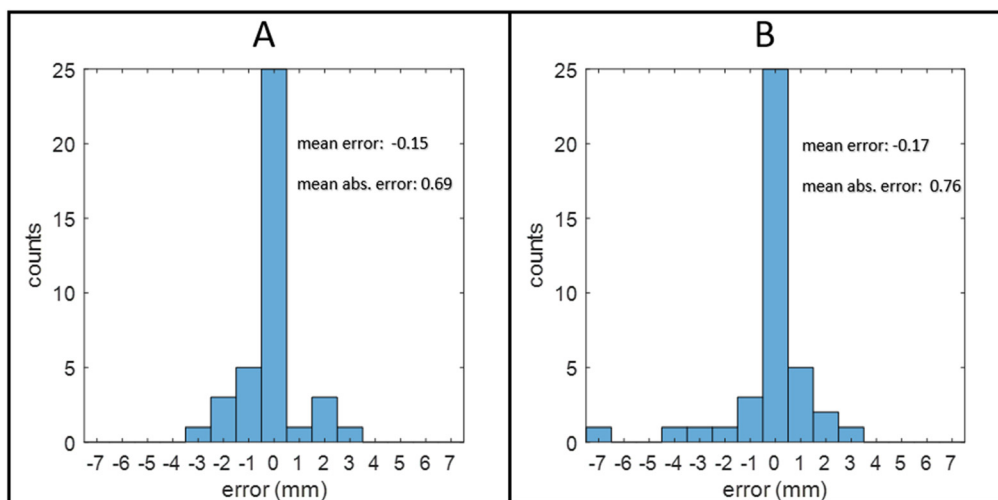 A
25
20
15
10
5
0
counts
mean error: -0.15
mean abs. error: 0.69
-7 -6 -5 -4 -3 -2 -1 0 1 2 3 4 5 6 7
error (mm)
B
25
20
15
10
5
0
counts
mean error: -0.17
mean abs. error: 0.76
-7 -6 -5 -4 -3 -2 -1 0 1 2 3 4 5 6 7
error (mm)